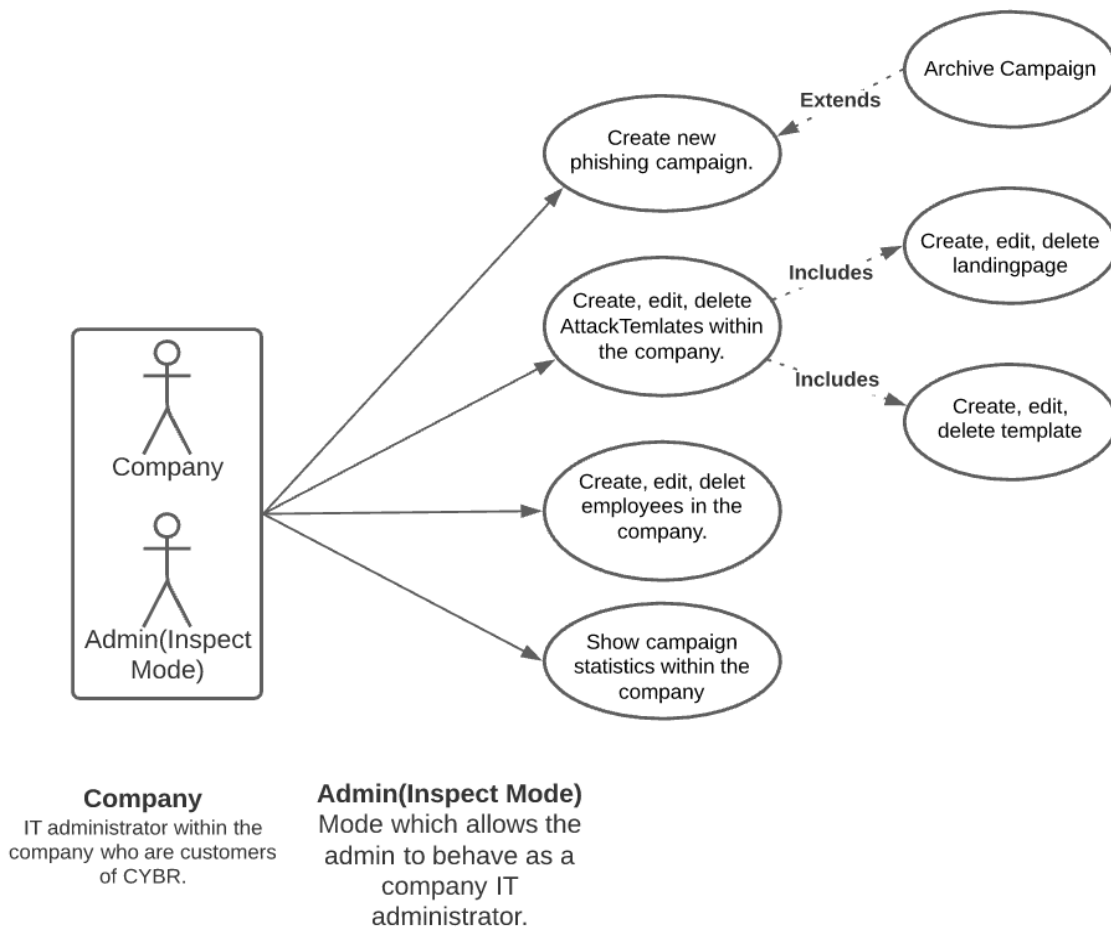 Archive Campaign
Extends
Create new
phishing campaign.
Create, edit, delete
landingpage
Includes
Create, edit, delete
AttackTemlates within
the company.
Includes
Create, edit,
delete template
Company
Create, edit, delet
employees in the
company.
Admin(Inspect
Mode)
Show campaign
statistics within the
company
Company
IT administrator within the
company who are customers
of CYBR.
Admin(Inspect Mode)
Mode which allows the
admin to behave as a
company IT
administrator.